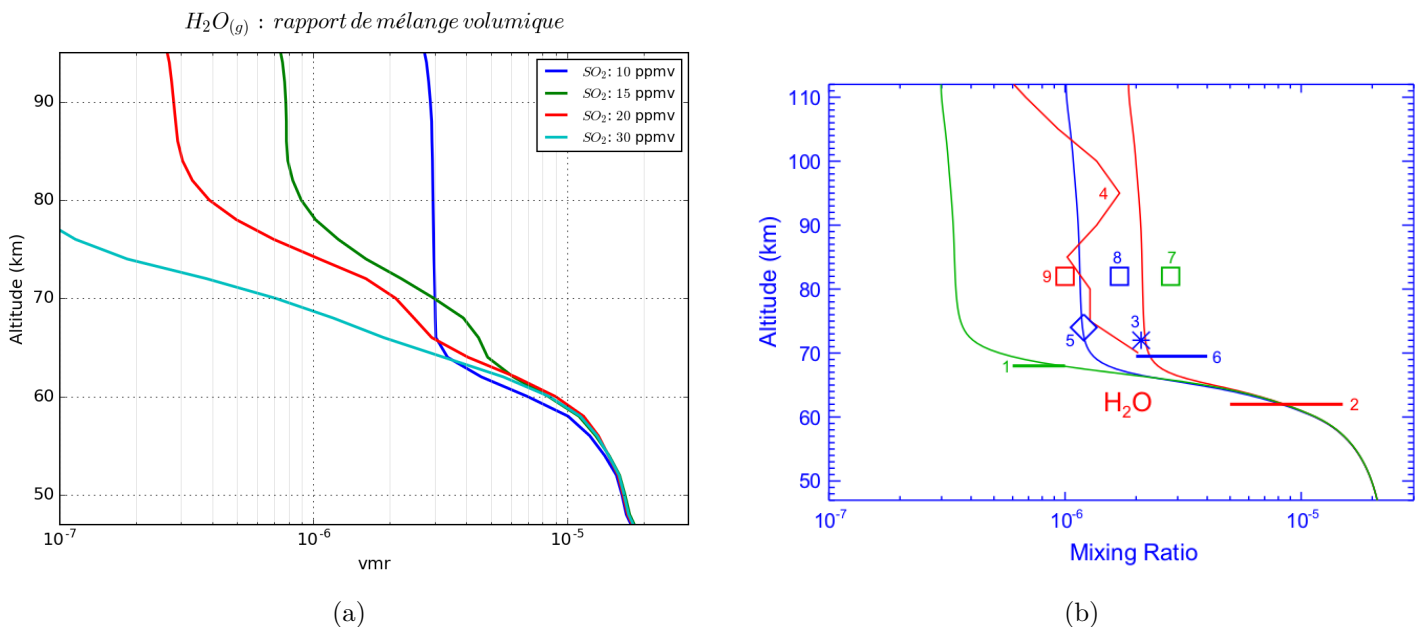 H₂O₍g₎ : rapport de mélange volumique
SO₂: 10 ppmv
SO₂: 15 ppmv
SO₂: 20 ppmv
SO₂: 30 ppmv
90
80
70
60
50
Altitude (km)
10⁻⁷ 10⁻⁶ 10⁻⁵
vmr
(a)
110
100
90
80
70
60
50
Altitude (km)
4
9
8
7
3
5
6
1
H₂O
2
10⁻⁷ 10⁻⁶ 10⁻⁵
Mixing Ratio
(b)